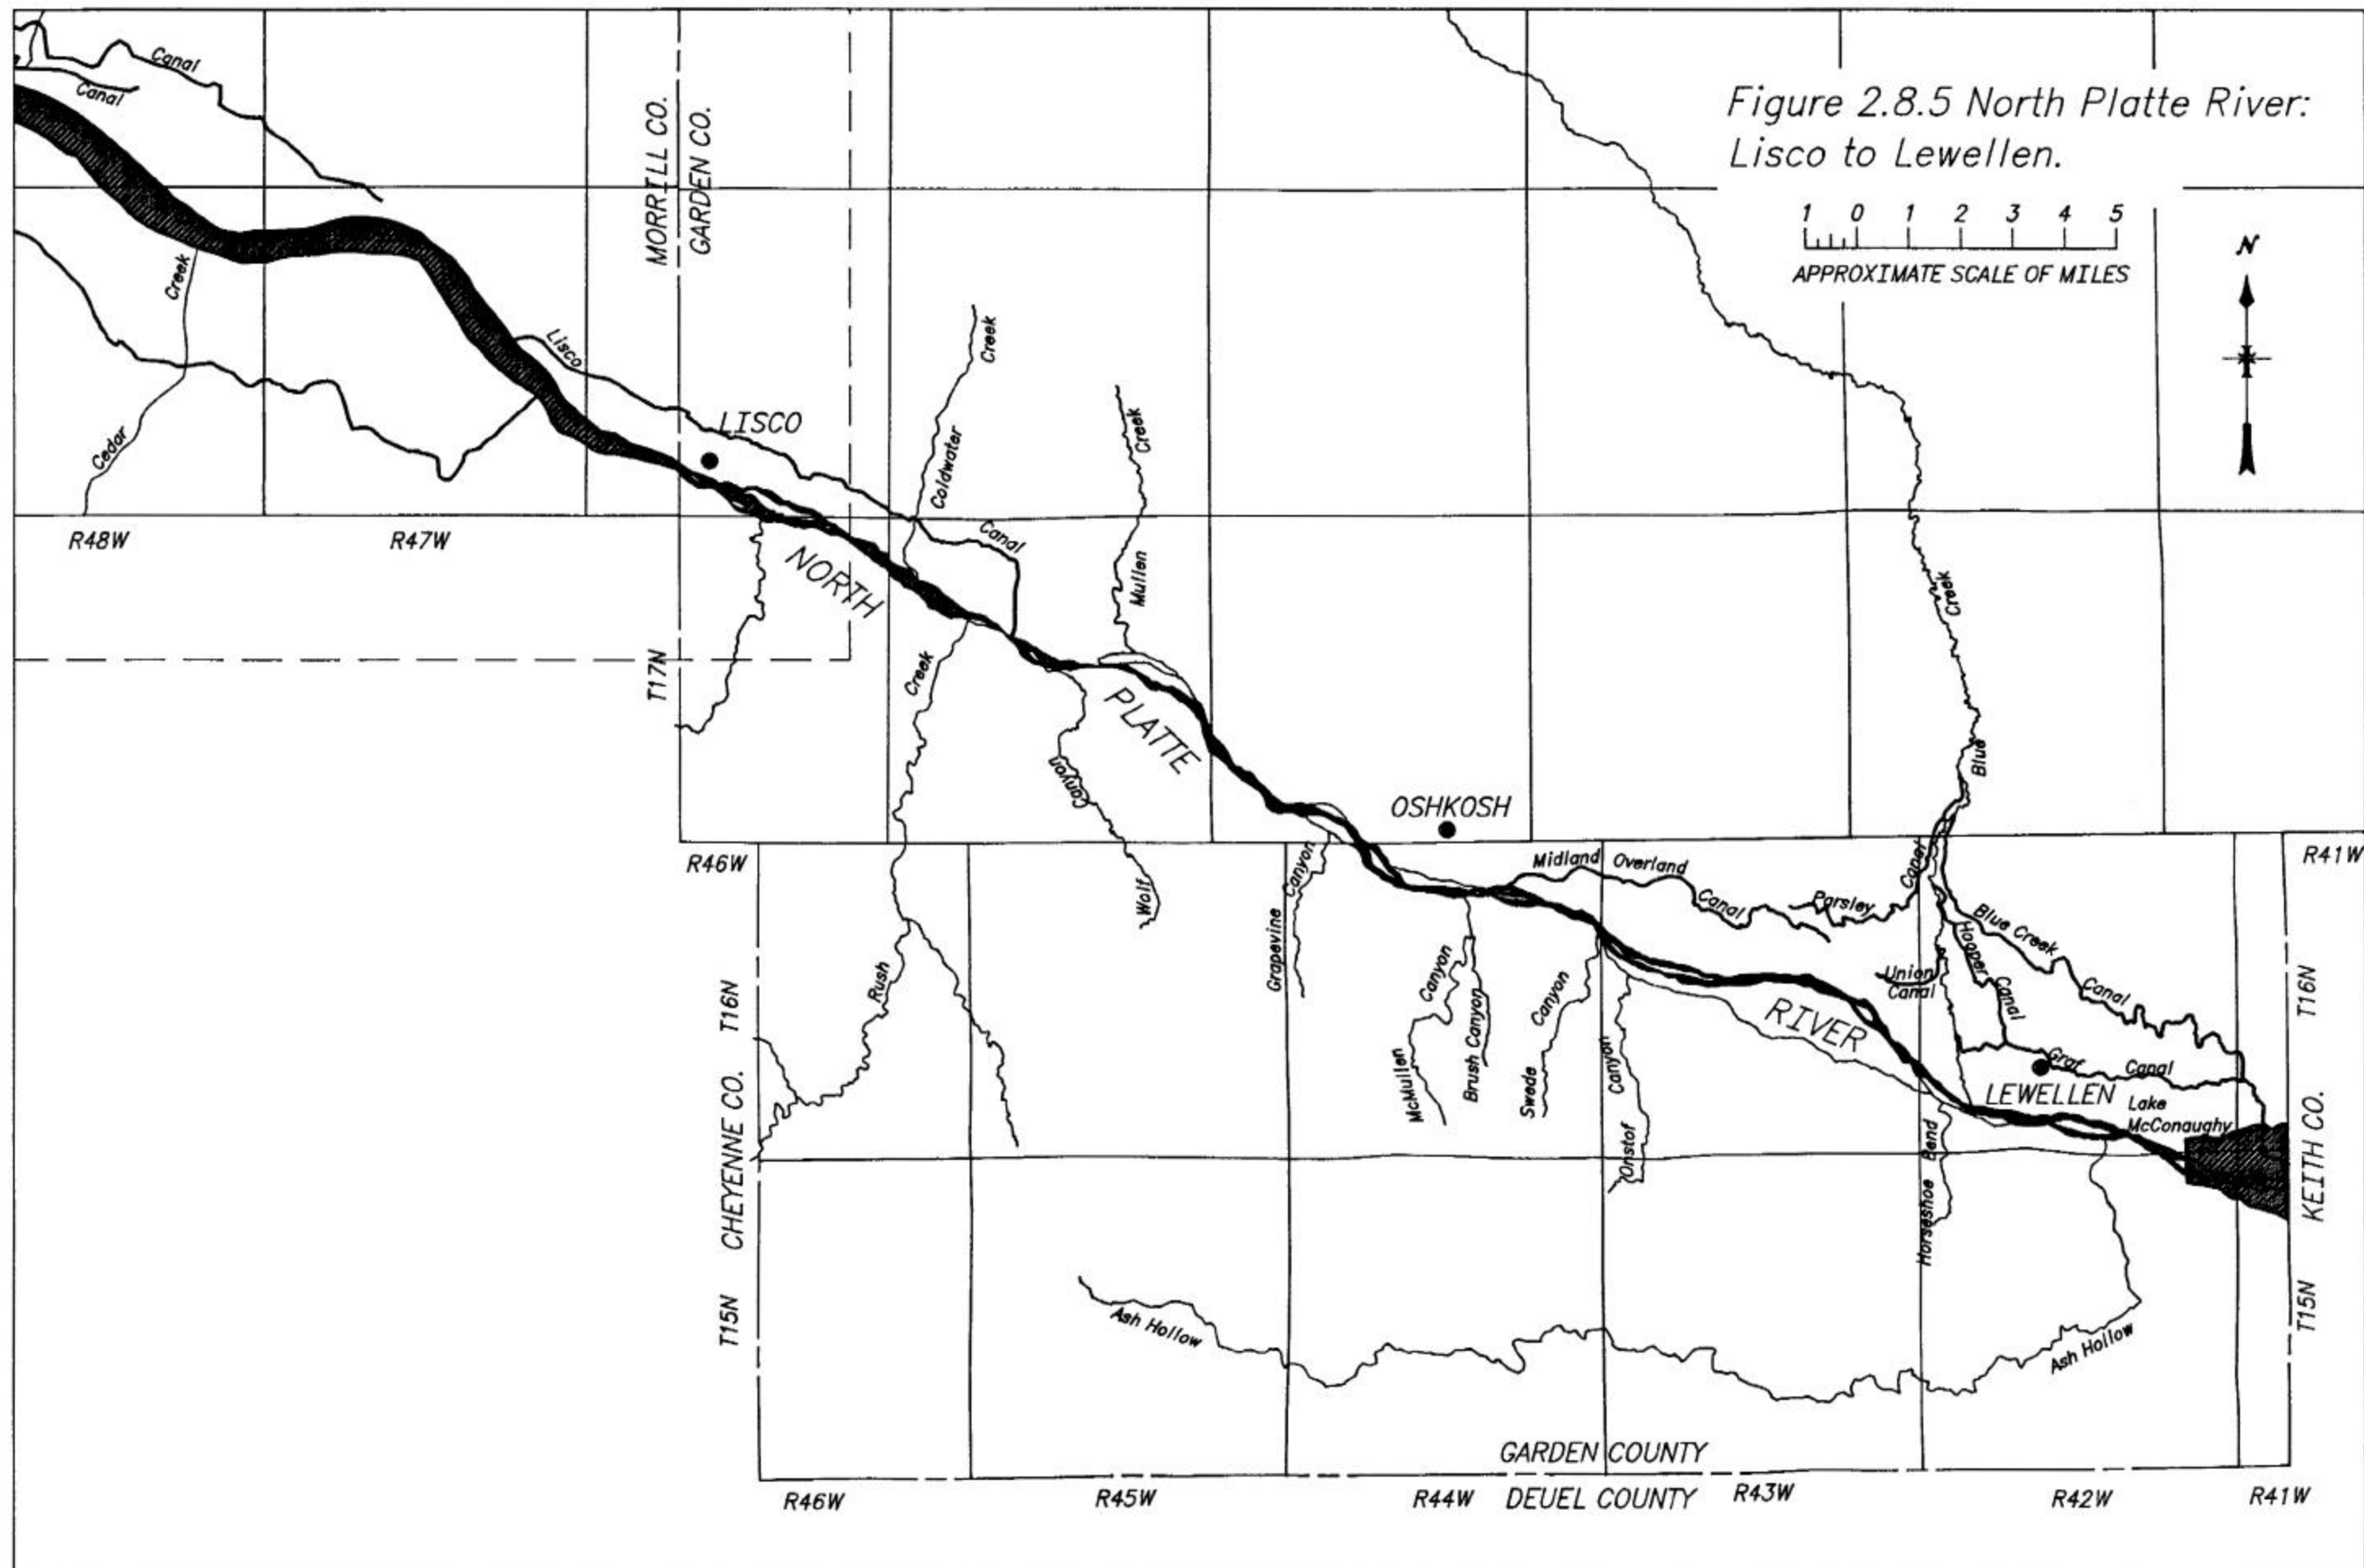 Figure 2.8.5 North Platte River:
Lisco to Lewellen.
1 0 1 2 3 4 5
APPROXIMATE SCALE OF MILES
N
Canal
Canal
MORRILL CO.
GARDEN CO.
Creek
Cedar
Lisco
LISCO
Creek
Coldwater
Canal
Creek
Mullen
R48W
R47W
NORTH
T17N
Creek
PLATTE
Canyon
Creek
Blue
OSHKOSH
R46W
R41W
Midland Overland
Canal
Parsley
Canal
Wolf
Canyon
Grapevine
Rush
Canyon
McMullen
Brush Canyon
Canyon
Swede
Canyon
Onstof
RIVER
Union
Canal
Hooper
Canal
Blue Creek
Canal
Graf Canal
LEWELLEN
Lake
McConaughy
Horseshoe Bend
T16N
T16N
CHEYENNE CO.
KEITH CO.
T15N
T15N
Ash Hollow
Ash Hollow
GARDEN COUNTY
DEUEL COUNTY
R46W
R45W
R44W
R43W
R42W
R41W